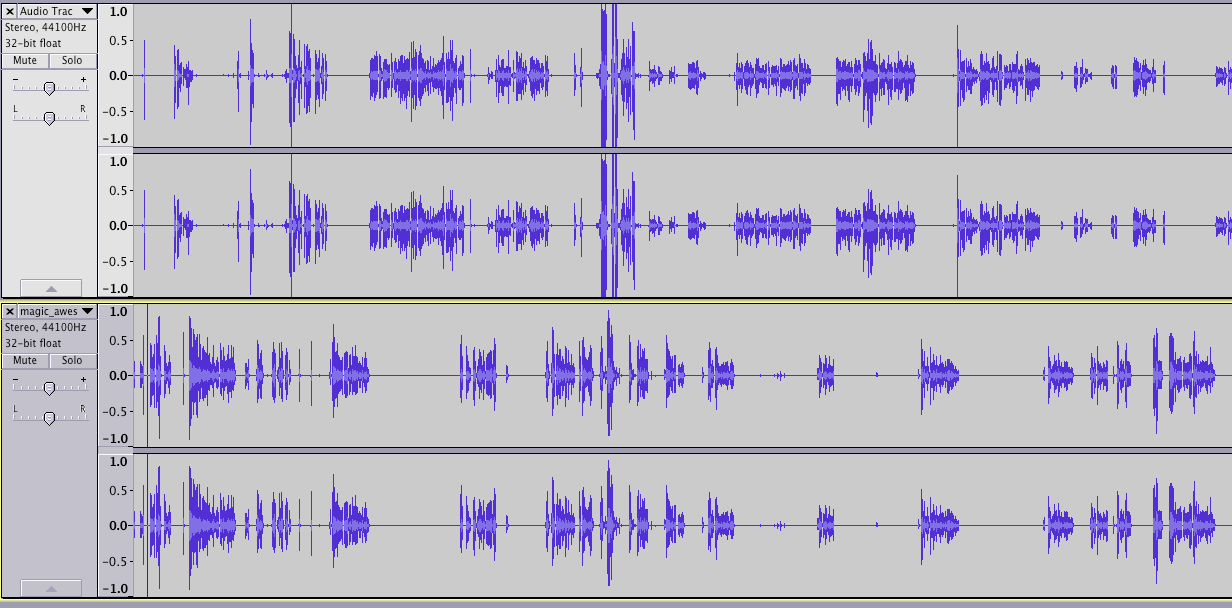 Audio Trac
Stereo, 44100Hz
32-bit float
Mute Solo
- +
L R
1.0
0.5-
0.0-
-0.5-
-1.0
1.0
0.5-
0.0-
-0.5-
-1.0
magic_awes
Stereo, 44100Hz
32-bit float
Mute Solo
- +
L R
1.0
0.5-
0.0-
-0.5-
-1.0
1.0
0.5-
0.0-
-0.5-
-1.0